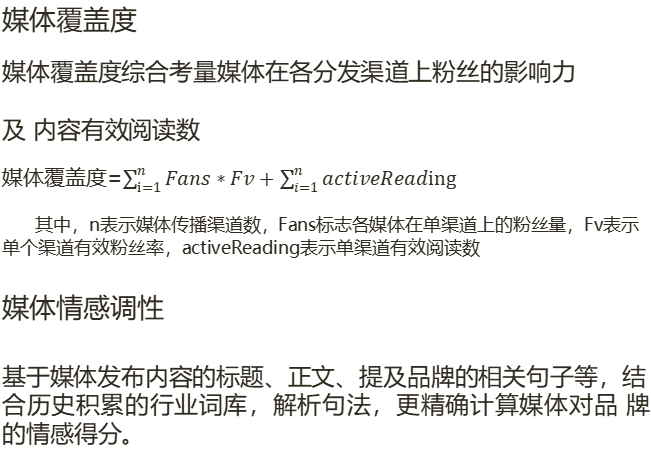 媒体覆盖度
媒体覆盖度综合考量媒体在各分发渠道上粉丝的影响力
及 内容有效阅读数
媒体覆盖度=∑ⁿᵢ₌₁ Fans ∗ Fv + ∑ⁿᵢ₌₁ activeReading
其中，n表示媒体传播渠道数，Fans标志各媒体在单渠道上的粉丝量，Fv表示
单个渠道有效粉丝率，activeReading表示单渠道有效阅读数
媒体情感调性
基于媒体发布内容的标题、正文、提及品牌的相关句子等，结
合历史积累的行业词库，解析句法，更精确计算媒体对品 牌
的情感得分。